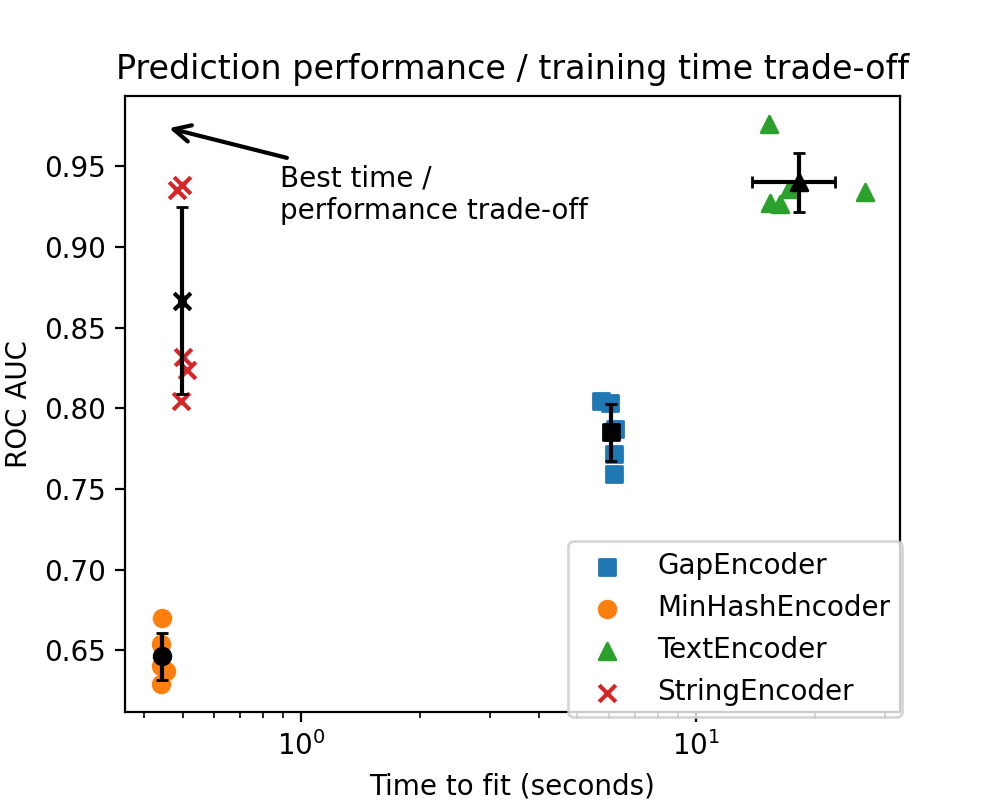 Prediction performance / training time trade-off
Best time /
performance trade-off
ROC AUC
0.95
0.90
0.85
0.80
0.75
0.70
0.65
GapEncoder
MinHashEncoder
TextEncoder
StringEncoder
10⁰
10¹
Time to fit (seconds)